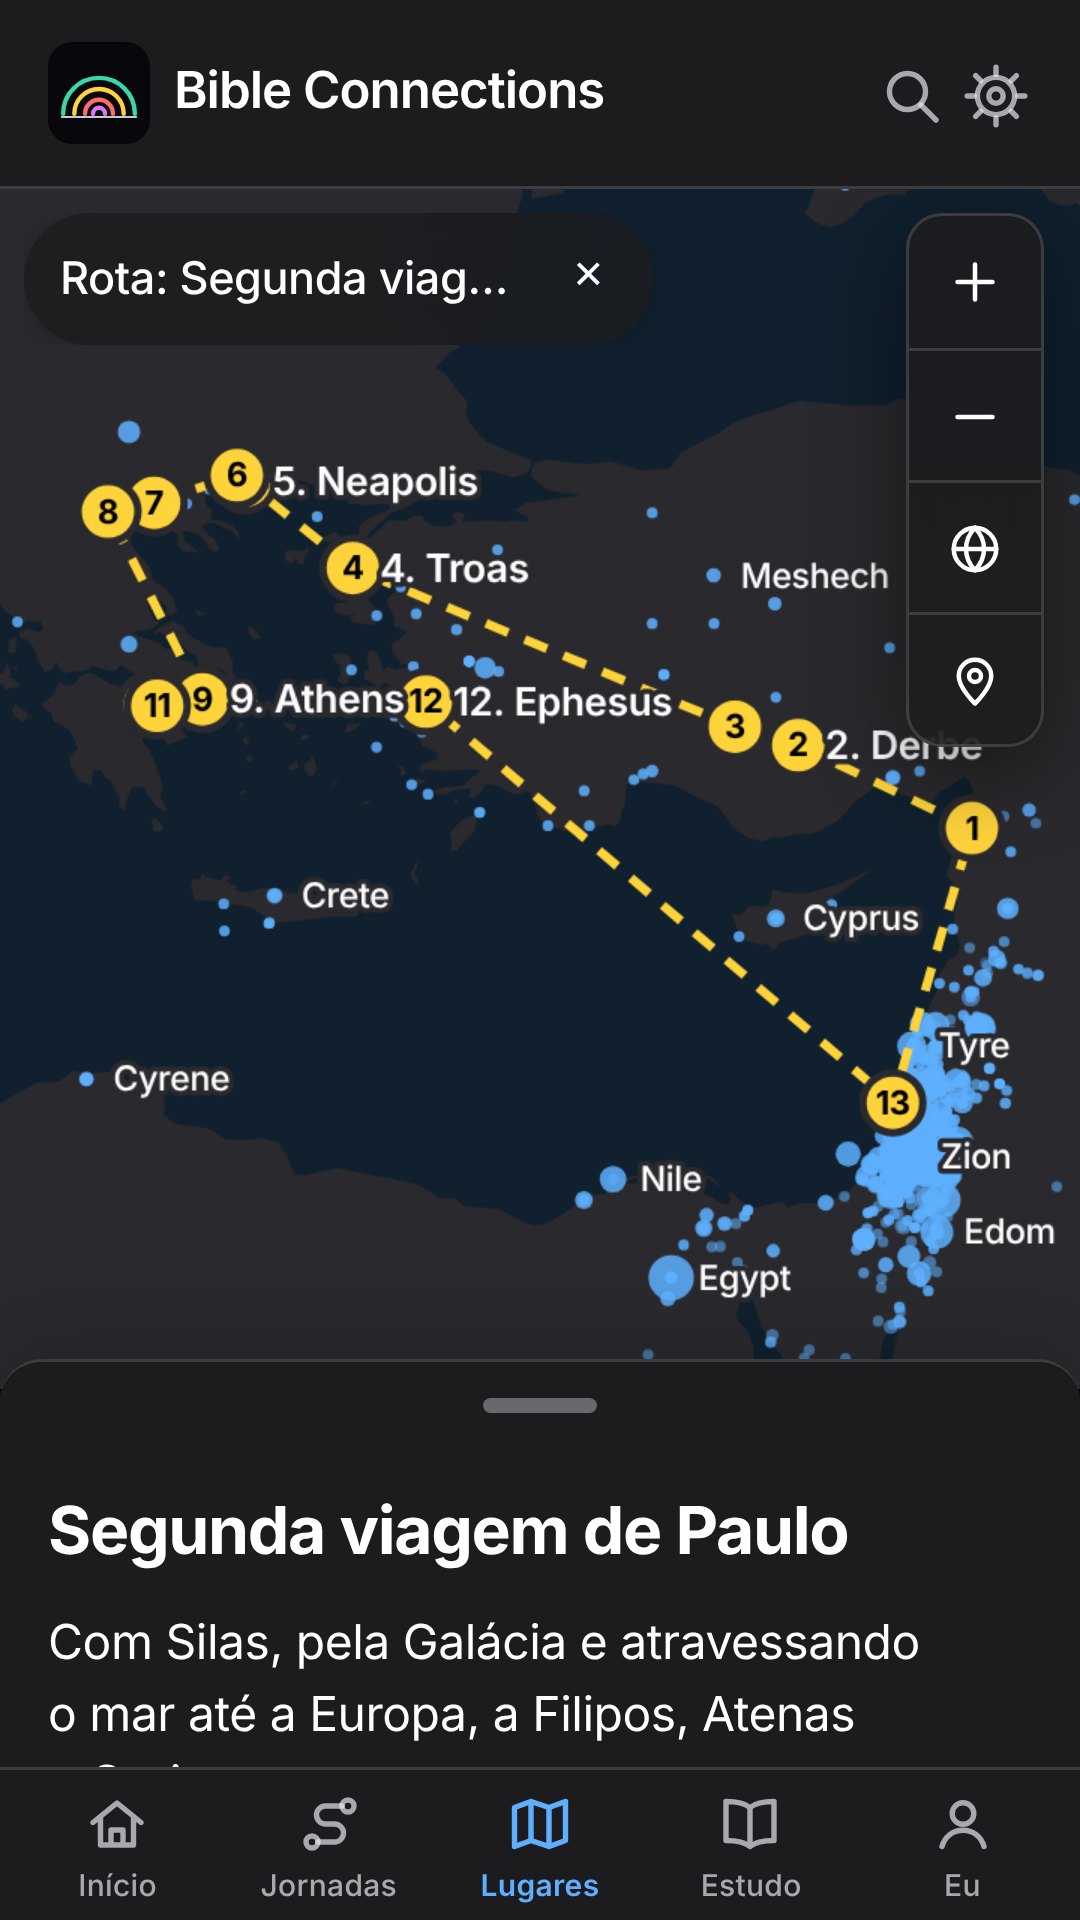 Bible Connections
Rota: Segunda viag... ×
6 5. Neapolis
8 7
4 4. Troas
Meshech
3
11 9 9. Athens 12 12. Ephesus
2 2. Derbe
1
Crete
Cyprus
Tyre
Cyrene
13
Zion
Nile
Edom
Egypt
Segunda viagem de Paulo
Com Silas, pela Galácia e atravessando
o mar até a Europa, a Filipos, Atenas
Início Jornadas Lugares Estudo Eu